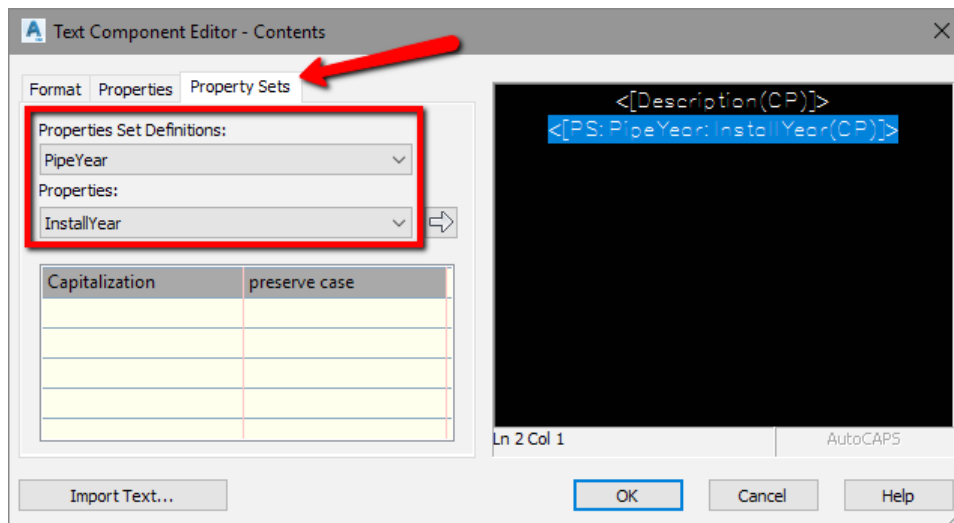 Text Component Editor - Contents
Format Properties Property Sets
Properties Set Definitions:
PipeYear
Properties:
InstallYear
Capitalization preserve case
<[Description(CP)]>
<[PS: PipeYear: InstallYear(CP)]>
Ln 2 Col 1 AutoCAPS
Import Text... OK Cancel Help